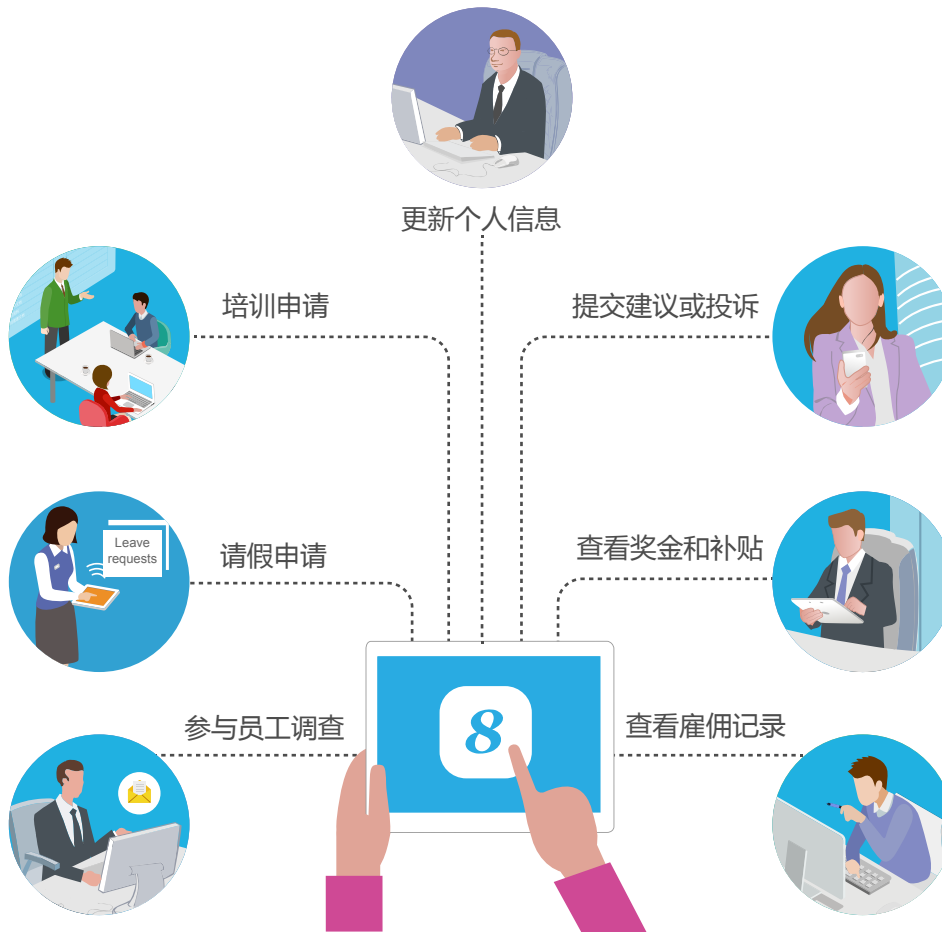 更新个人信息
培训申请
提交建议或投诉
Leave
requests
请假申请
查看奖金和补贴
8
参与员工调查
查看雇佣记录